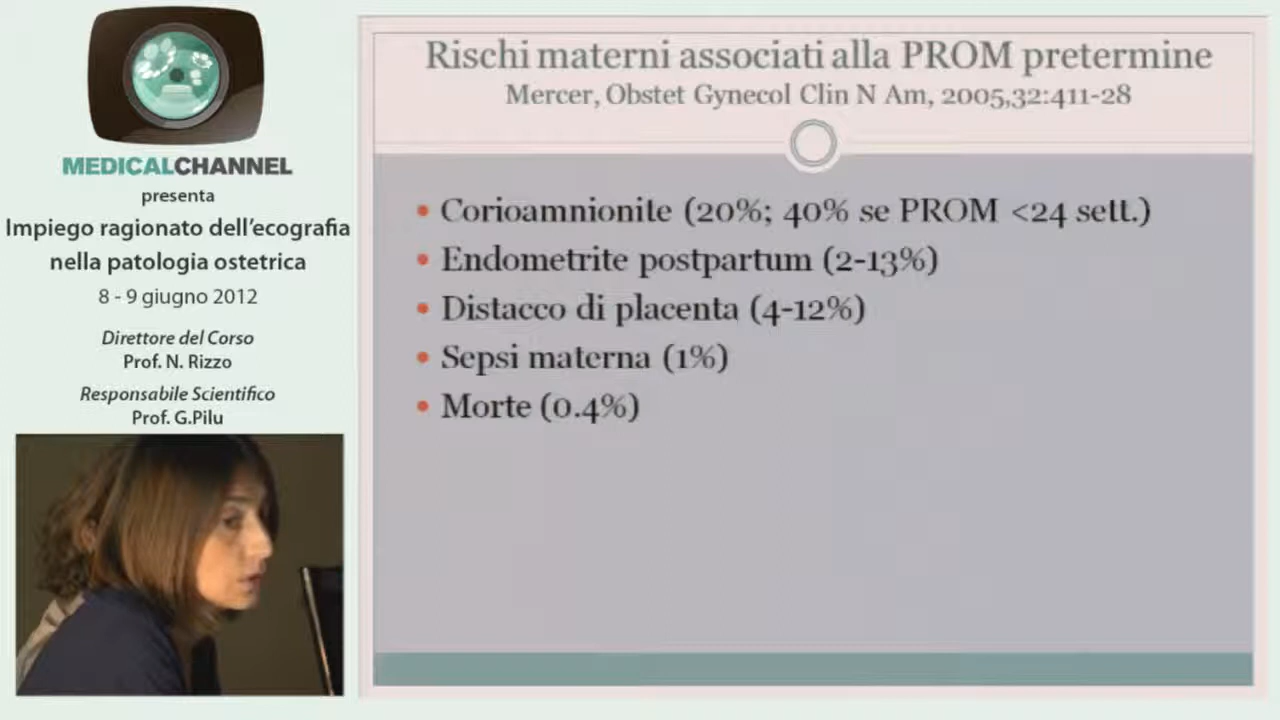 MEDICALCHANNEL
presenta
Impiego ragionato dell'ecografia
nella patologia ostetrica
8 - 9 giugno 2012
Direttore del Corso
Prof. N. Rizzo
Responsabile Scientifico
Prof. G.Pilu
Rischi materni associati alla PROM pretermine
Mercer, Obstet Gynecol Clin N Am, 2005,32:411-28
• Corioamnionite (20%; 40% se PROM <24 sett.)
• Endometrite postpartum (2-13%)
• Distacco di placenta (4-12%)
• Sepsi materna (1%)
• Morte (0.4%)